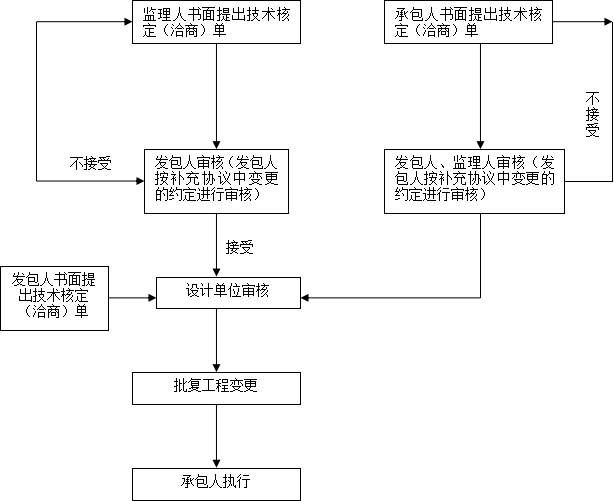 监理人书面提出技术核
定（洽商）单
承包人书面提出技术核
定（洽商）单
不
接
受
不接受
发包人审核（发包人
按补充协议中变更
的约定进行审核）
发包人、监理人审核（发
包人按补充协议中变更的
约定进行审核）
接受
发包人书面提
出技术核定
（洽商）单
设计单位审核
批复工程变更
承包人执行